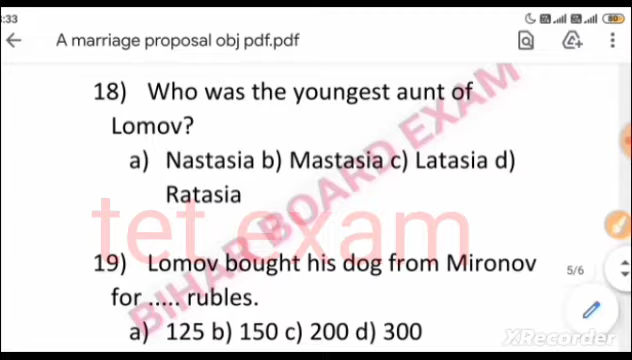 :33
80
A marriage proposal obj pdf.pdf
18) Who was the youngest aunt of
Lomov?
a) Nastasia b) Mastasia c) Latasia d)
Ratasia
tet exam
BIHAR BOARD EXAM
19) Lomov bought his dog from Mironov
5/6
for ..... rubles.
a) 125 b) 150 c) 200 d) 300
XRecorder